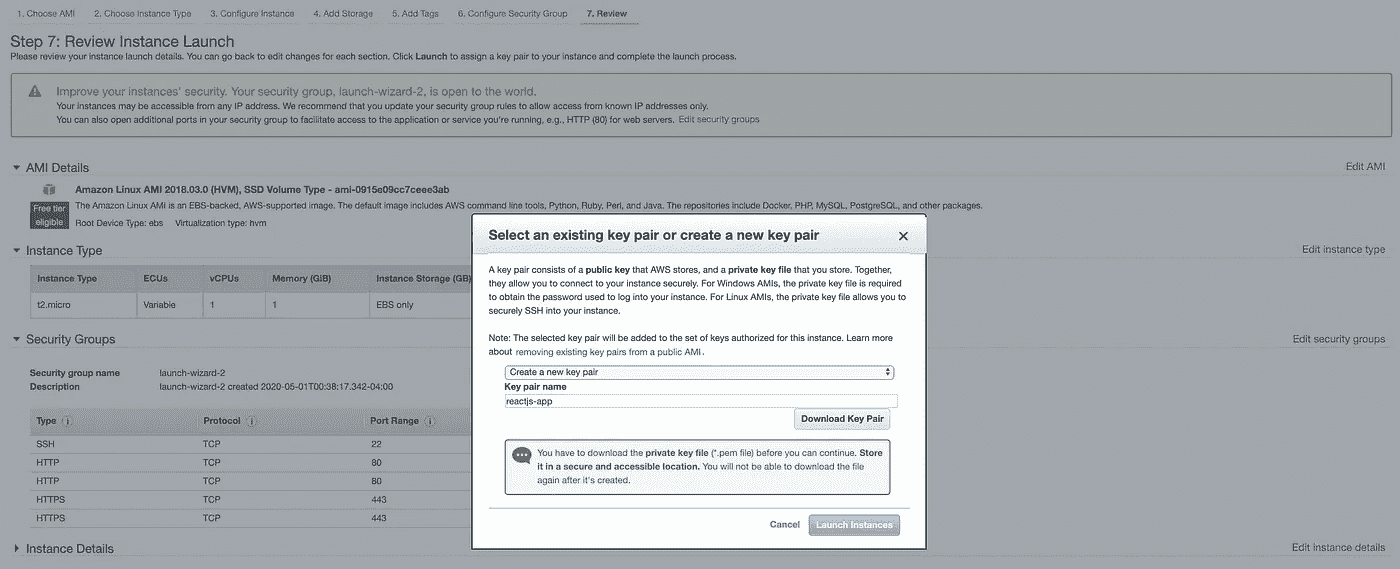 1. Choose AMI 2. Choose Instance Type 3. Configure Instance 4. Add Storage 5. Add Tags 6. Configure Security Group 7. Review
Step 7: Review Instance Launch
Please review your instance launch details. You can go back to edit changes for each section. Click Launch to assign a key pair to your instance and complete the launch process.
Improve your instances' security. Your security group, launch-wizard-2, is open to the world.
Your instances may be accessible from any IP address. We recommend that you update your security group rules to allow access from known IP addresses only.
You can also open additional ports in your security group to facilitate access to the application or service you're running, e.g., HTTP (80) for web servers. Edit security groups
AMI Details Edit AMI
Amazon Linux AMI 2018.03.0 (HVM), SSD Volume Type - ami-0915e09cc7ceee3ab
Free tier eligible
The Amazon Linux AMI is an EBS-backed, AWS-supported image. The default image includes AWS command line tools, Python, Ruby, Perl, and Java. The repositories include Docker, PHP, MySQL, PostgreSQL, and other packages.
Root Device Type: ebs Virtualization type: hvm
Instance Type Edit instance type
Instance Type ECUs vCPUs Memory (GiB) Instance Storage (GB)
t2.micro Variable 1 1 EBS only
Security Groups Edit security groups
Security group name launch-wizard-2
Description launch-wizard-2 created 2020-05-01T00:38:17.342-04:00
Type Protocol Port Range
SSH TCP 22
HTTP TCP 80
HTTP TCP 80
HTTPS TCP 443
HTTPS TCP 443
Instance Details Edit instance details
Select an existing key pair or create a new key pair
A key pair consists of a public key that AWS stores, and a private key file that you store. Together,
they allow you to connect to your instance securely. For Windows AMIs, the private key file is required
to obtain the password used to log into your instance. For Linux AMIs, the private key file allows you to
securely SSH into your instance.
Note: The selected key pair will be added to the set of keys authorized for this instance. Learn more
about removing existing key pairs from a public AMI.
Create a new key pair
Key pair name
reactjs-app
Download Key Pair
You have to download the private key file (*.pem file) before you can continue. Store
it in a secure and accessible location. You will not be able to download the file
again after it's created.
Cancel Launch Instances